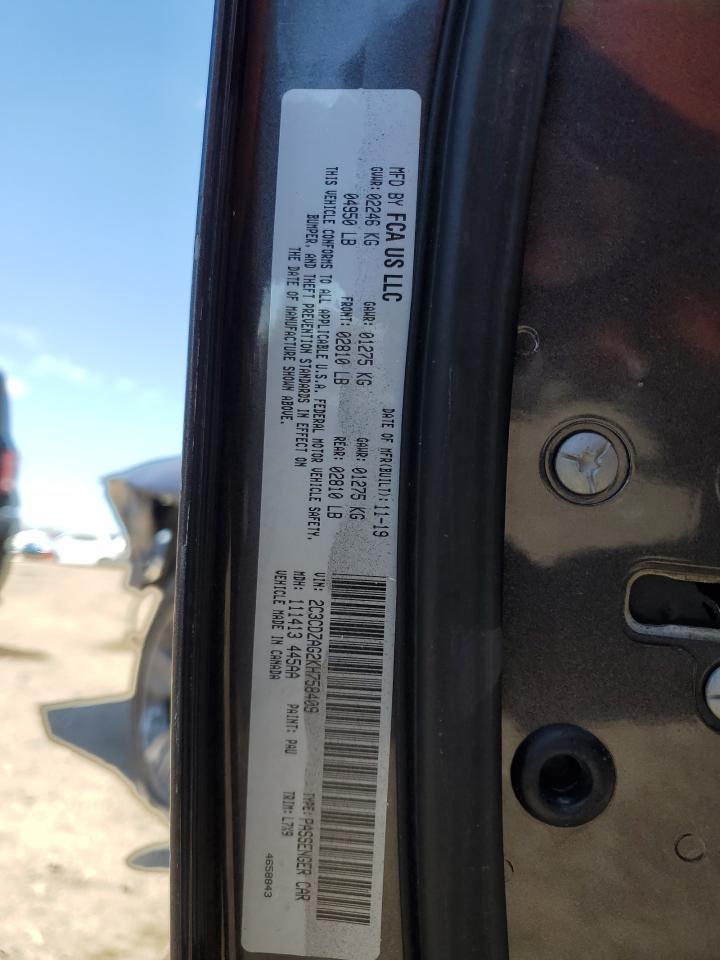 MFD BY FCA US LLC
DATE OF MFR(BUILT): 11-19
GVWR: 02246 KG GAWR: 01275 KG GAWR: 01275 KG
04950 LB FRONT: 02810 LB REAR: 02810 LB
THIS VEHICLE CONFORMS TO ALL APPLICABLE U.S.A. FEDERAL MOTOR VEHICLE SAFETY,
BUMPER, AND THEFT PREVENTION STANDARDS IN EFFECT ON
THE DATE OF MANUFACTURE SHOWN ABOVE.
VIN: 2C3CDZAG2KH758409 TYPE: PASSENGER CAR
MDH: 111413 445AA PAINT: PAU TRIM: L7X9
VEHICLE MADE IN CANADA
4658843